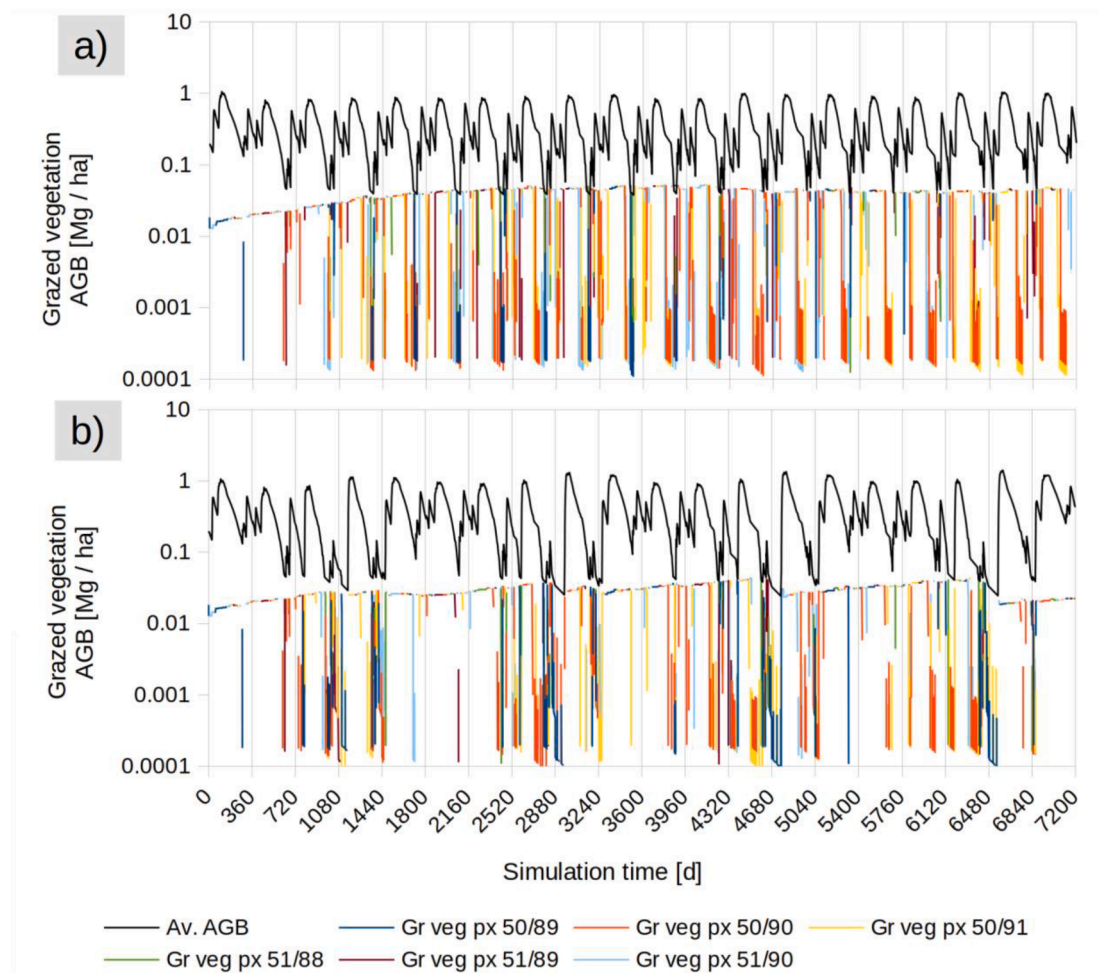 a)
Grazed vegetation
AGB [Mg / ha]
10
1
0.1
0.01
0.001
0.0001
b)
Grazed vegetation
AGB [Mg / ha]
10
1
0.1
0.01
0.001
0.0001
0 360 720 1080 1440 1800 2160 2520 2880 3240 3600 3960 4320 4680 5040 5400 5760 6120 6480 6840 7200
Simulation time [d]
Av. AGB Gr veg px 50/89 Gr veg px 50/90 Gr veg px 50/91
Gr veg px 51/88 Gr veg px 51/89 Gr veg px 51/90